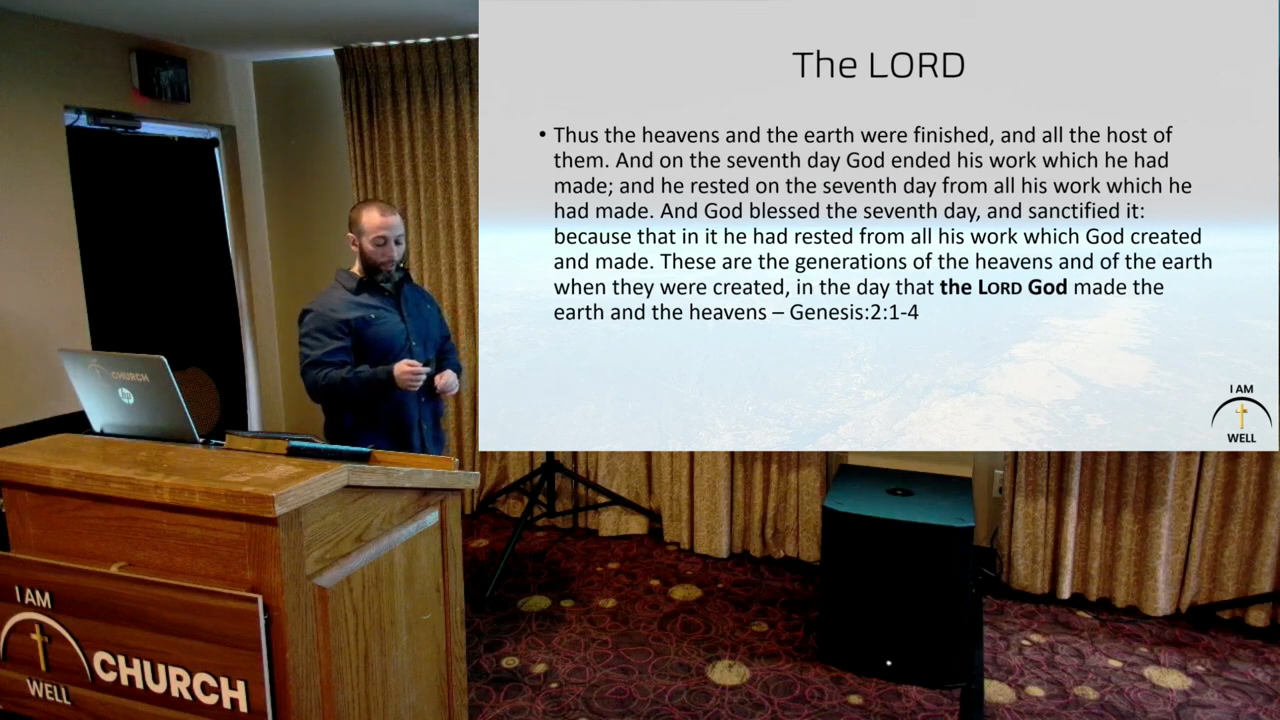 The LORD
• Thus the heavens and the earth were finished, and all the host of
them. And on the seventh day God ended his work which he had
made; and he rested on the seventh day from all his work which he
had made. And God blessed the seventh day, and sanctified it:
because that in it he had rested from all his work which God created
and made. These are the generations of the heavens and of the earth
when they were created, in the day that the LORD God made the
earth and the heavens – Genesis:2:1-4
I AM
WELL
CHURCH
hp
I AM
WELL
CHURCH